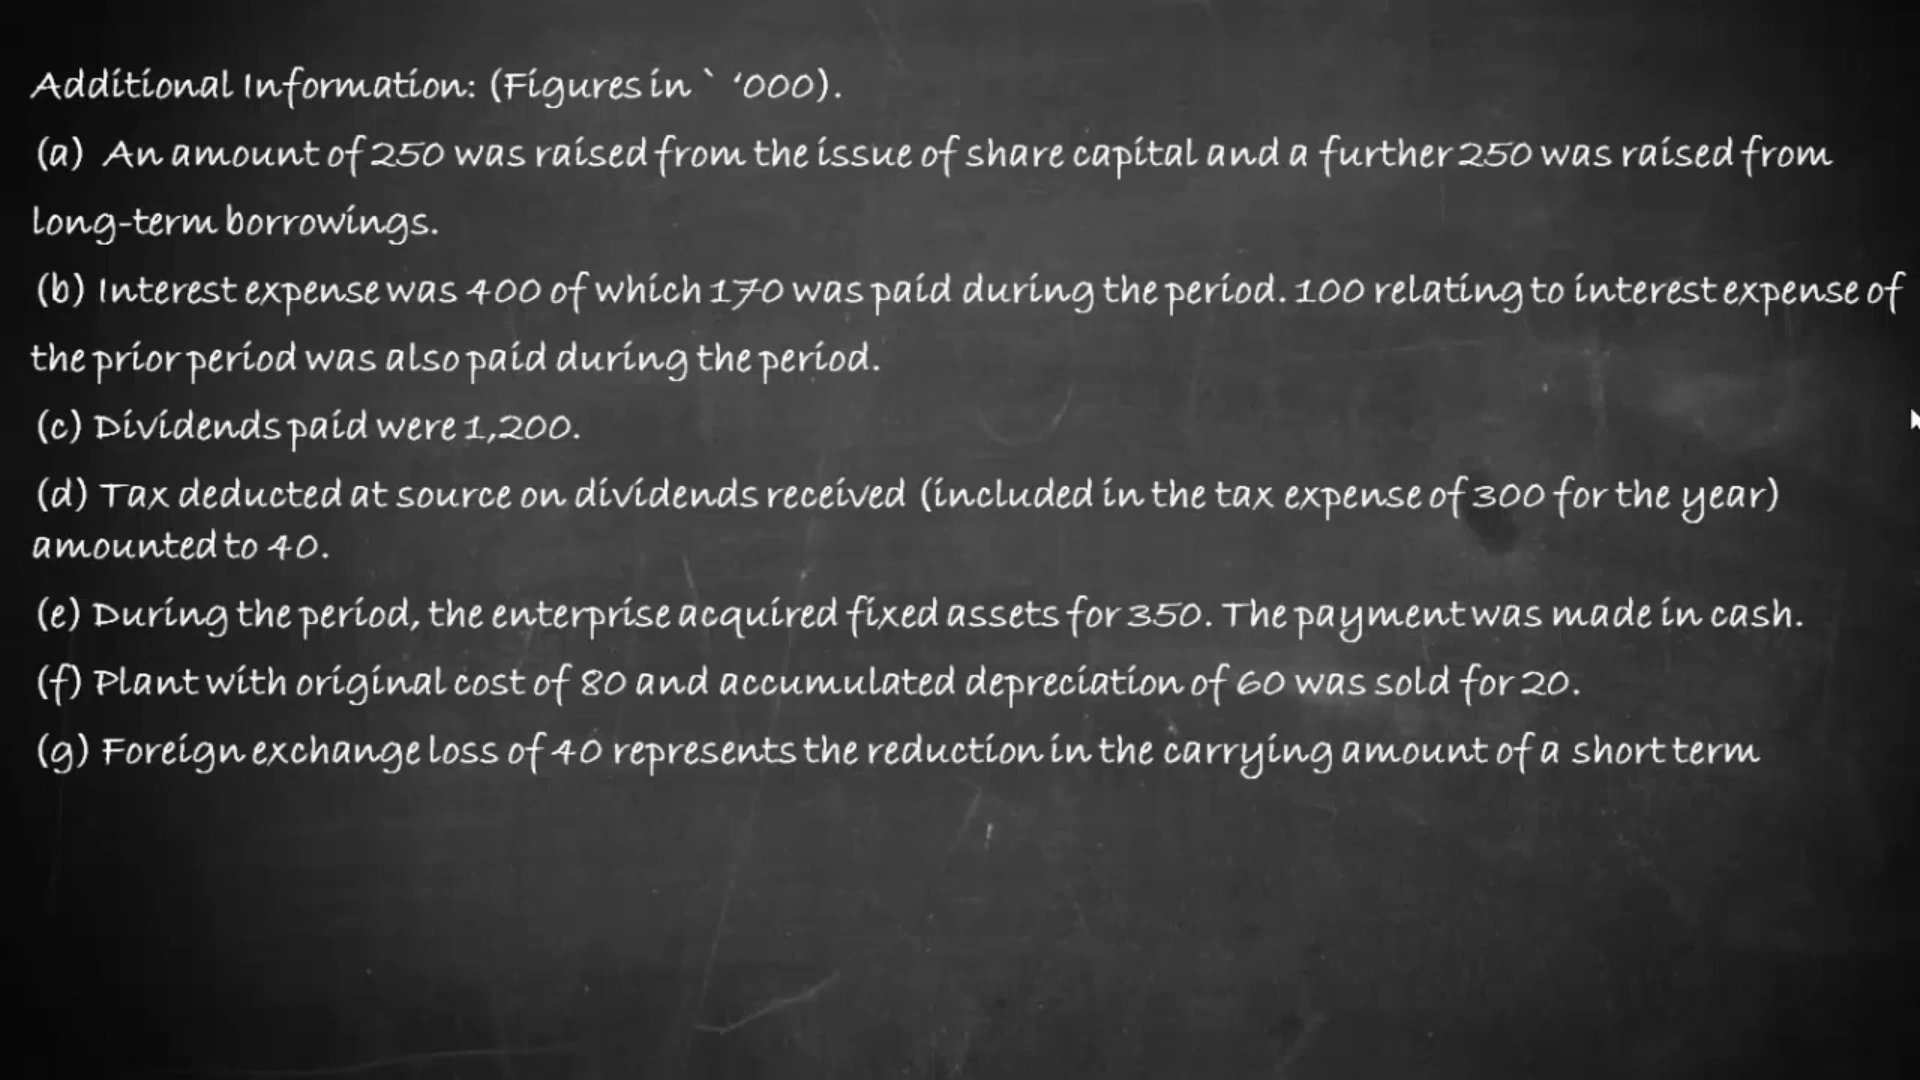 Additional Information: (Figures in ` '000).
(a) An amount of 250 was raised from the issue of share capital and a further 250 was raised from
long-term borrowings.
(b) Interest expense was 400 of which 170 was paid during the period. 100 relating to interest expense of
the prior period was also paid during the period.
(c) Dividends paid were 1,200.
(d) Tax deducted at source on dividends received (included in the tax expense of 300 for the year)
amounted to 40.
(e) During the period, the enterprise acquired fixed assets for 350. The payment was made in cash.
(f) Plant with original cost of 80 and accumulated depreciation of 60 was sold for 20.
(g) Foreign exchange loss of 40 represents the reduction in the carrying amount of a short term